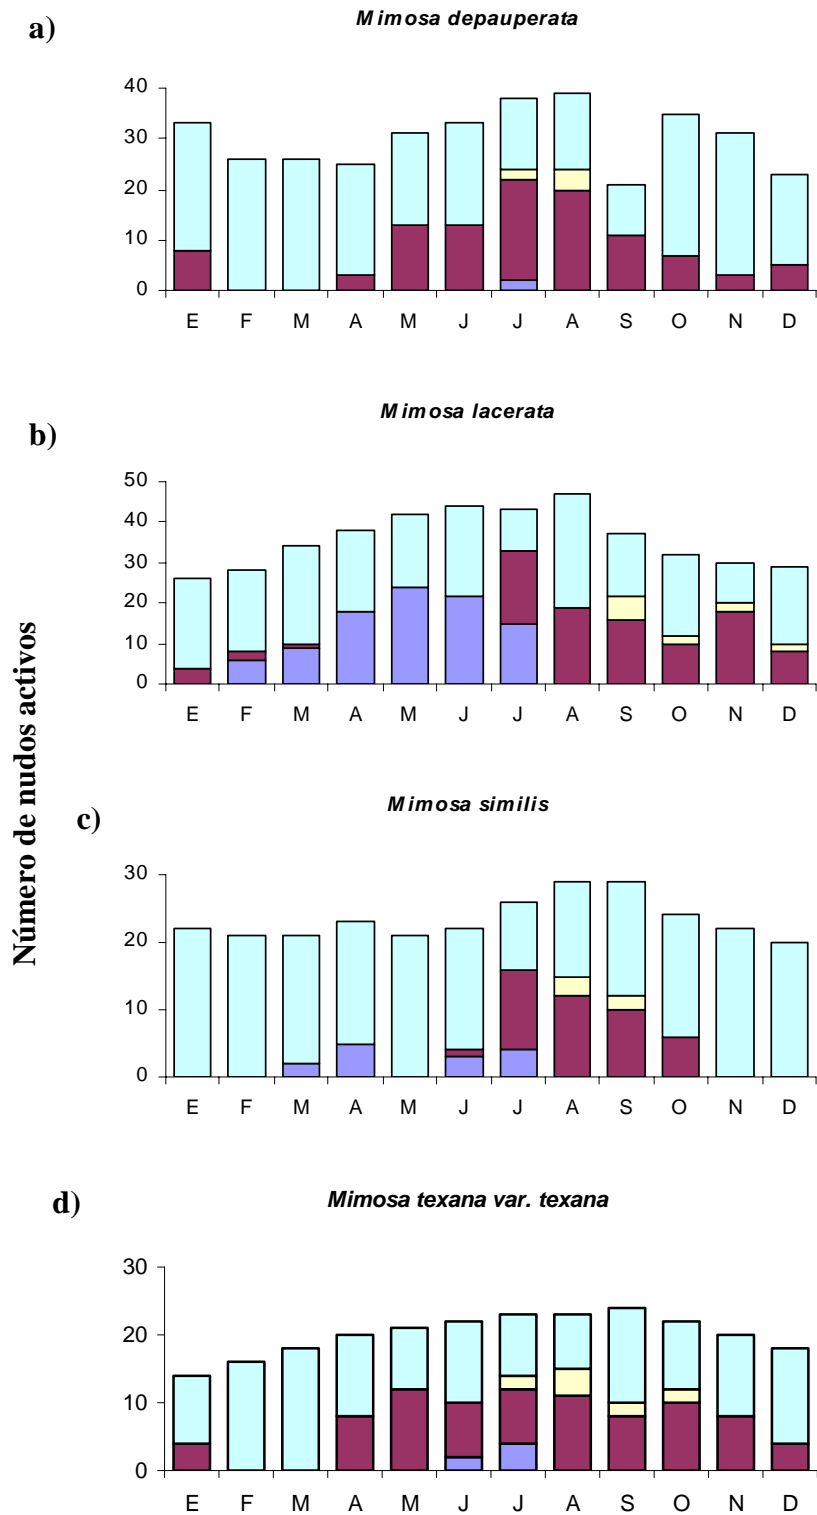 a)
Mimosa depauperata
40
30
20
10
0
E F M A M J J A S O N D
b)
Mimosa lacerata
50
40
30
20
10
0
E F M A M J J A S O N D
Número de nudos activos
c)
Mimosa similis
30
20
10
0
E F M A M J J A S O N D
d)
Mimosa texana var. texana
30
20
10
0
E F M A M J J A S O N D